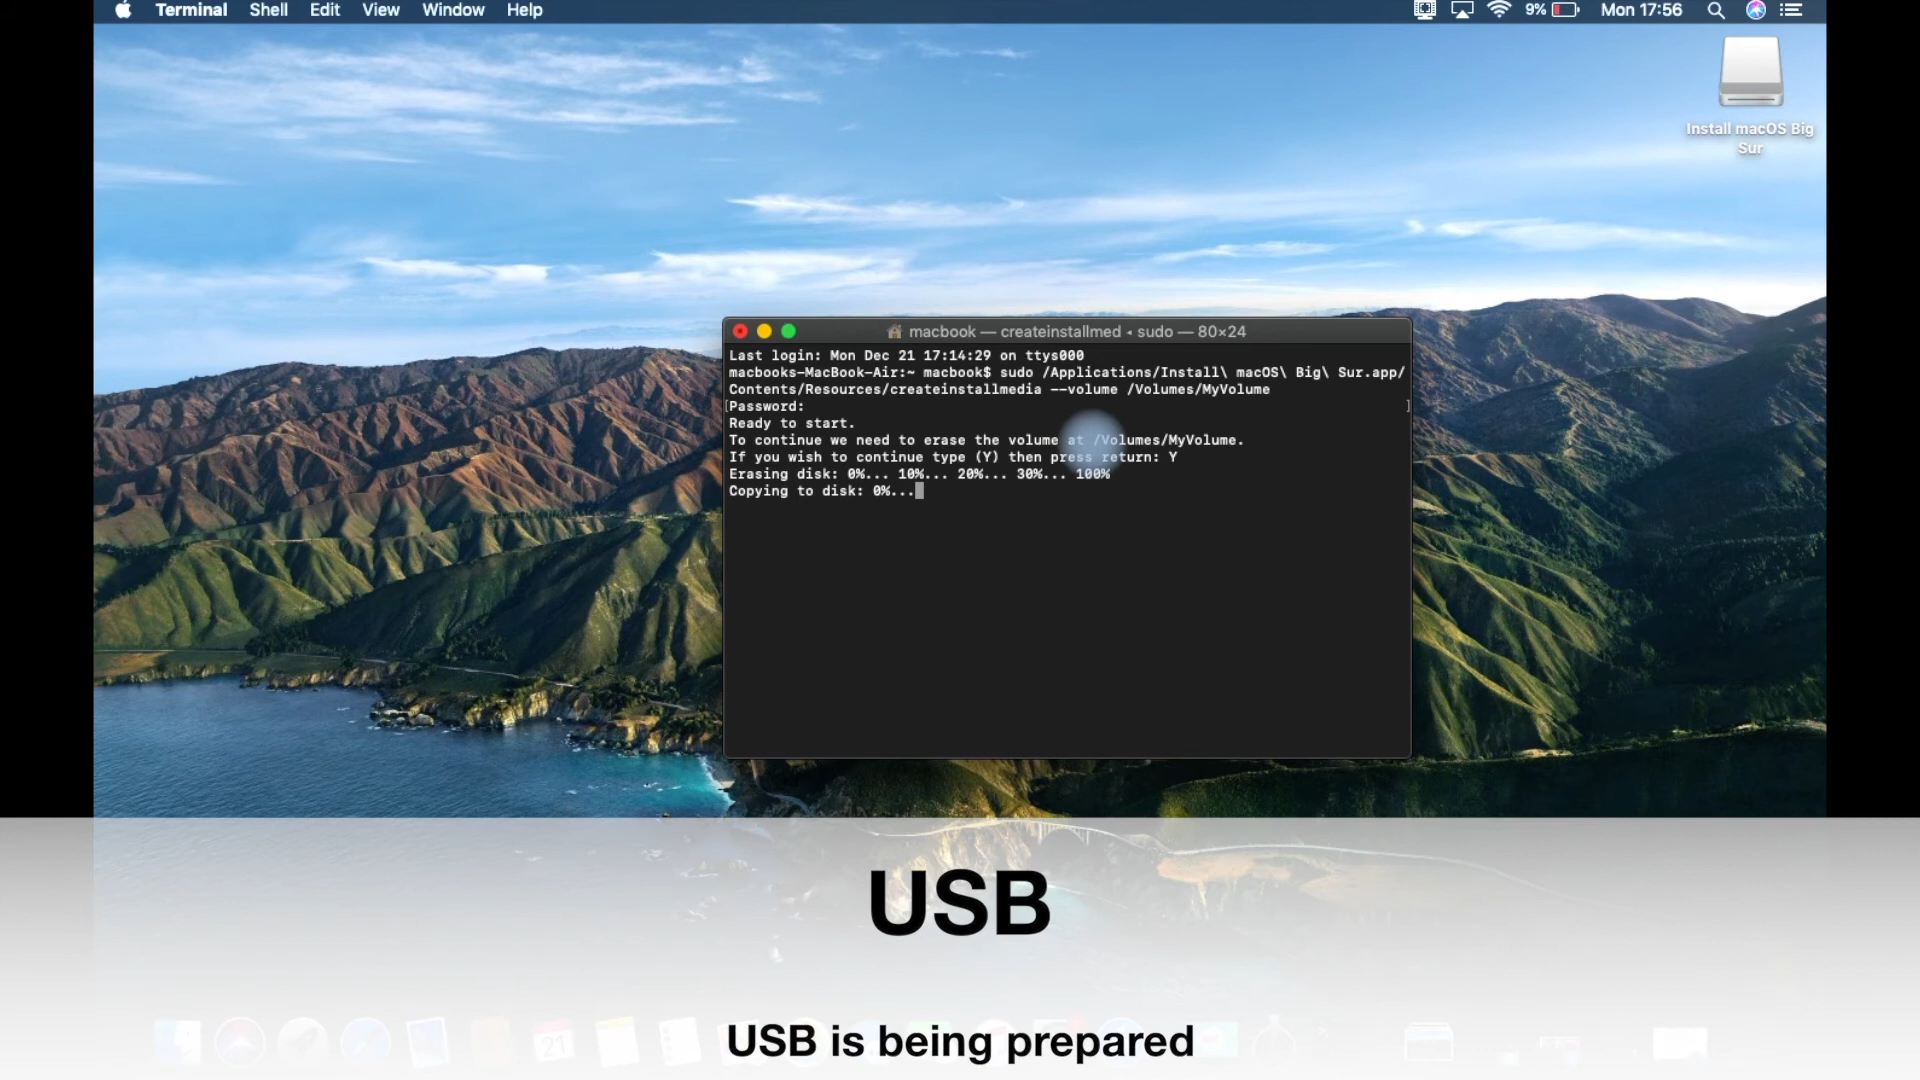 Terminal Shell Edit View Window Help 9% Mon 17:56
Install macOS Big
Sur
macbook — createinstallmed ◂ sudo — 80×24
Last login: Mon Dec 21 17:14:29 on ttys000
macbooks-MacBook-Air:~ macbook$ sudo /Applications/Install\ macOS\ Big\ Sur.app/
Contents/Resources/createinstallmedia --volume /Volumes/MyVolume
[Password: ]
Ready to start.
To continue we need to erase the volume at /Volumes/MyVolume.
If you wish to continue type (Y) then press return: Y
Erasing disk: 0%... 10%... 20%... 30%... 100%
Copying to disk: 0%...
USB
21
USB is being prepared